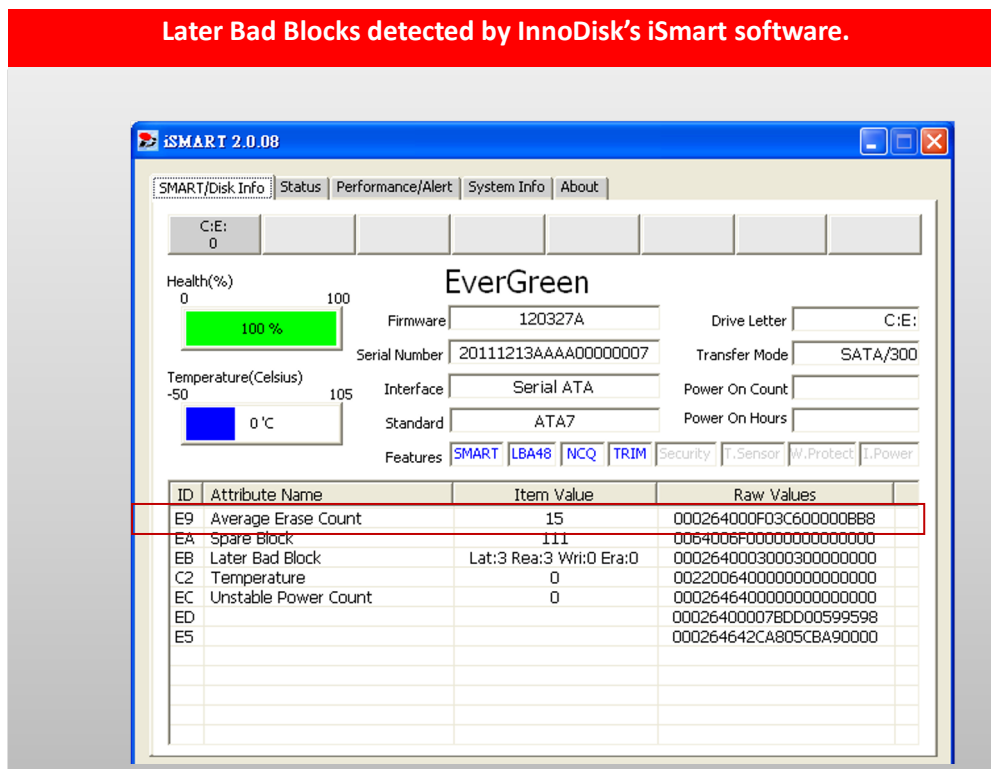 Later Bad Blocks detected by InnoDisk's iSmart software.
iSMART 2.0.08
SMART/Disk Info Status Performance/Alert System Info About
C:E:
0
Health(%)
0 100
100 %
Temperature(Celsius)
-50 105
0 'C
EverGreen
Firmware 120327A
Serial Number 20111213AAAA00000007
Interface Serial ATA
Standard ATA7
Drive Letter C:E:
Transfer Mode SATA/300
Power On Count
Power On Hours
Features SMART LBA48 NCQ TRIM Security T.Sensor W.Protect I.Power
ID Attribute Name Item Value Raw Values
E9 Average Erase Count 15 000264000F03C600000BB8
EA Spare Block 111 0064006F00000000000000
EB Later Bad Block Lat:3 Rea:3 Wri:0 Era:0 0002640003000300000000
C2 Temperature 0 0022006400000000000000
EC Unstable Power Count 0 0002646400000000000000
ED 00026400007BDD00599598
E5 000264642CA805CBA90000